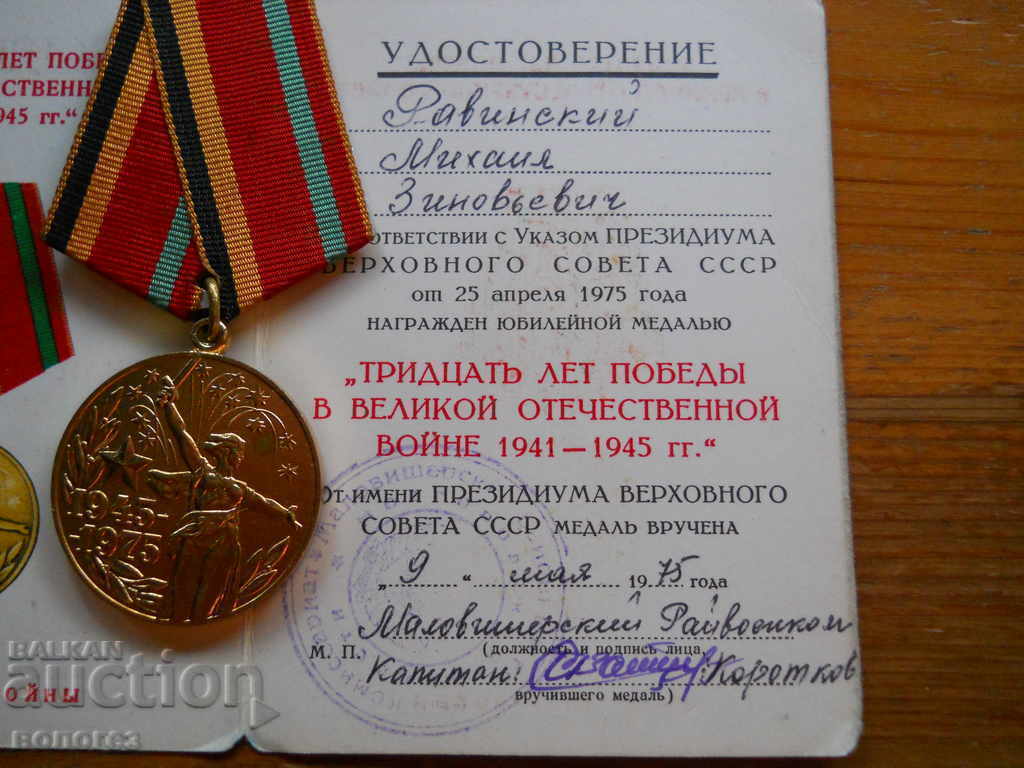 ЛЕТ ПОБЕ
СТВЕНН
945 гг.“
1945-
1975
ОЙНЫ
УДОСТОВЕРЕНИЕ
Равинский
Михаил
Зиновьевич
ОТВЕТСТВИИ С УКАЗОМ ПРЕЗИДИУМА
ВЕРХОВНОГО СОВЕТА СССР
от 25 апреля 1975 года
НАГРАЖДЕН ЮБИЛЕЙНОЙ МЕДАЛЬЮ
„ТРИДЦАТЬ ЛЕТ ПОБЕДЫ
В ВЕЛИКОЙ ОТЕЧЕСТВЕННОЙ
ВОЙНЕ 1941—1945 гг.“
ОТ ИМЕНИ ПРЕЗИДИУМА ВЕРХОВНОГО
СОВЕТА СССР МЕДАЛЬ ВРУЧЕНА
„ 9 “ мая 1975 года
Маловишерский Райвоенком
М. П. (должность и подпись лица,
Капитан: Коротков
вручившего медаль)
BALKAN
auction
волоаез